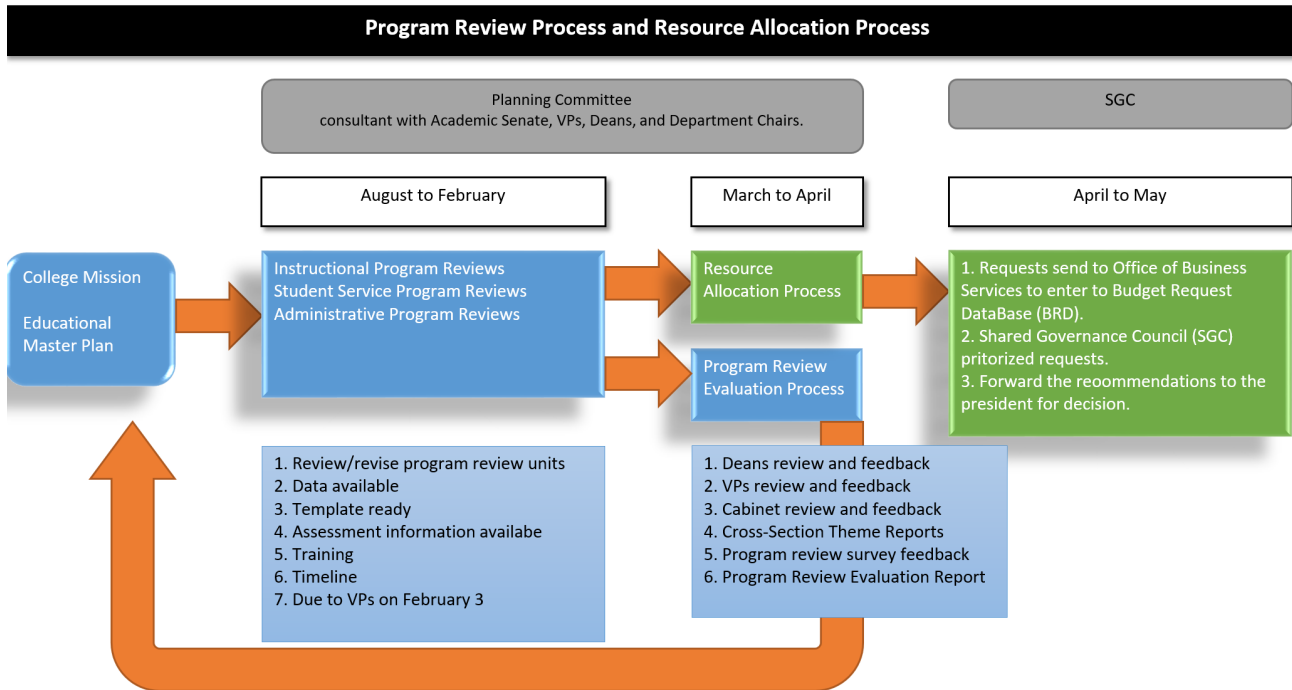 Program Review Process and Resource Allocation Process
Planning Committee
consultant with Academic Senate, VPs, Deans, and Department Chairs.
SGC
August to February
March to April
April to May
College Mission
Educational
Master Plan
Instructional Program Reviews
Student Service Program Reviews
Administrative Program Reviews
Resource
Allocation Process
Program Review
Evaluation Process
1. Requests send to Office of Business
Services to enter to Budget Request
DataBase (BRD).
2. Shared Governance Council (SGC)
pritorized requests.
3. Forward the reoommendations to the
president for decision.
1. Review/revise program review units
2. Data available
3. Template ready
4. Assessment information availabe
5. Training
6. Timeline
7. Due to VPs on February 3
1. Deans review and feedback
2. VPs review and feedback
3. Cabinet review and feedback
4. Cross-Section Theme Reports
5. Program review survey feedback
6. Program Review Evaluation Report